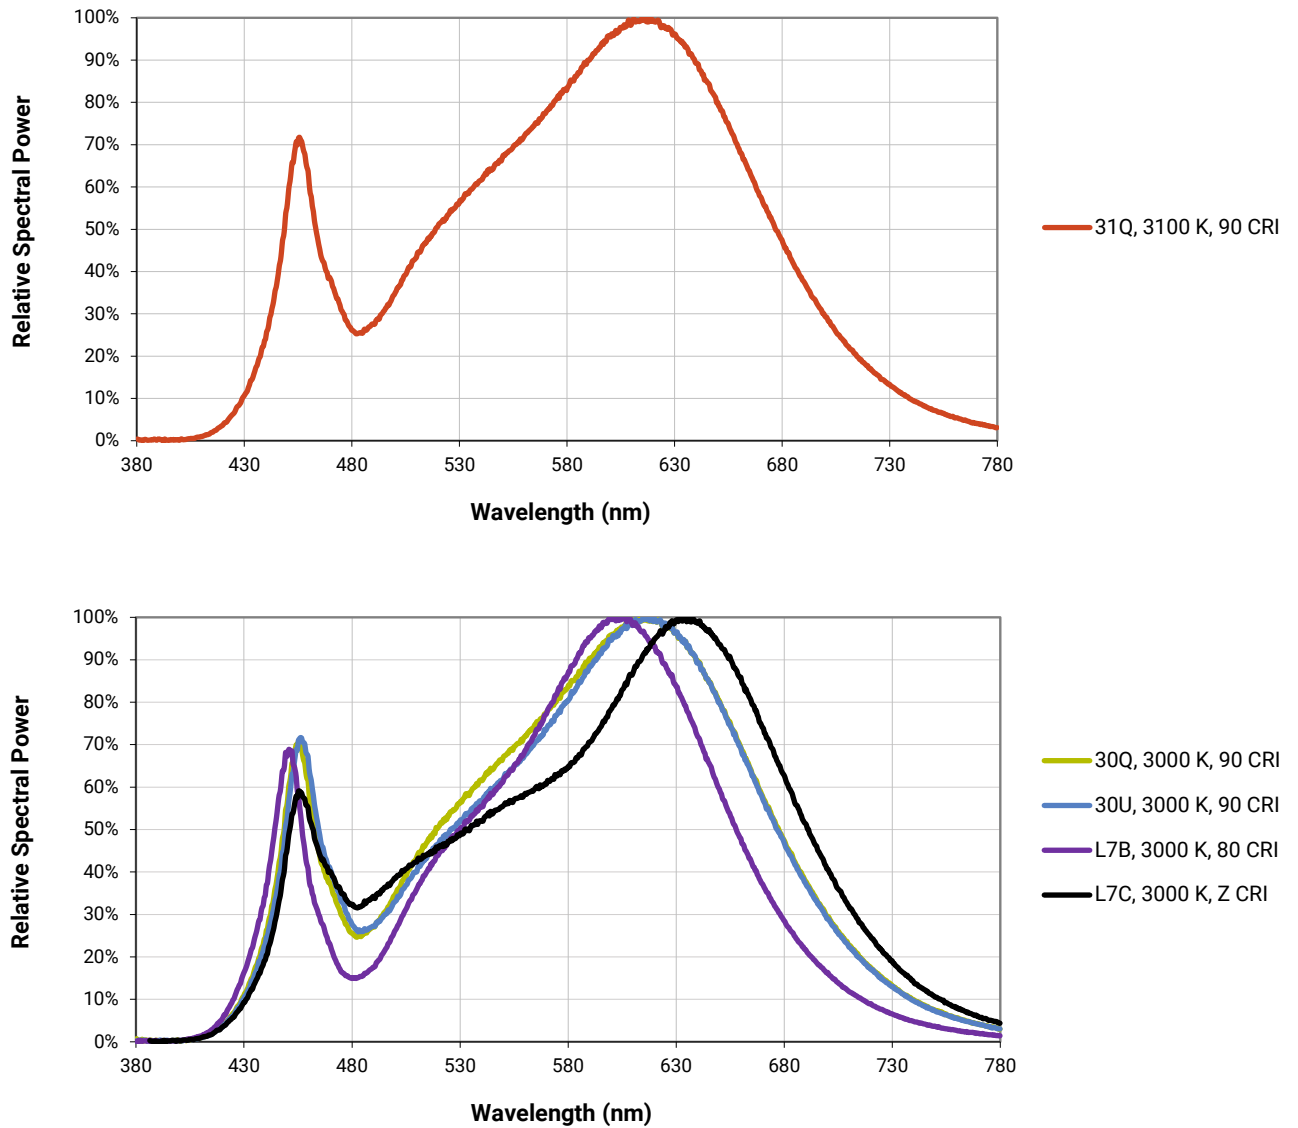 100%
90%
80%
70%
60%
50%
40%
30%
20%
10%
0%
Relative Spectral Power
380 430 480 530 580 630 680 730 780
Wavelength (nm)
31Q, 3100 K, 90 CRI
100%
90%
80%
70%
60%
50%
40%
30%
20%
10%
0%
Relative Spectral Power
380 430 480 530 580 630 680 730 780
Wavelength (nm)
30Q, 3000 K, 90 CRI
30U, 3000 K, 90 CRI
L7B, 3000 K, 80 CRI
L7C, 3000 K, Z CRI